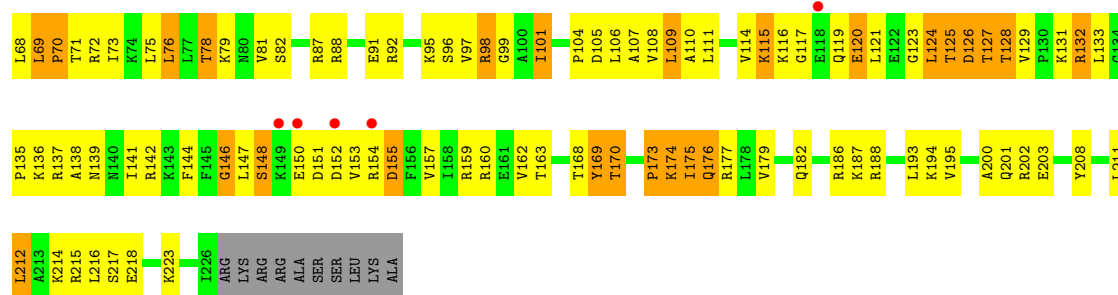 L68 L69 P70 T71 R72 I73 K74 L75 L76 L77 T78 K79 N80 V81 S82 R87 R88 E91 R92 K95 S96 V97 R98 G99 A100 I101 P104 D105 L106 A107 V108 L109 A110 L111 V114 K115 K116 G117 E118 Q119 E120 L121 E122 G123 L124 T125 D126 T127 T128 V129 P130 K131 R132 L133 G134
P135 K136 R137 A138 N139 N140 I141 R142 K143 F144 F145 G146 L147 S148 K149 E150 D151 D152 V153 R154 D155 F156 V157 I158 R159 R160 E161 V162 T163 T168 Y169 T170 P173 K174 I175 Q176 R177 L178 V179 Q182 R186 K187 R188 L193 K194 V195 A200 Q201 R202 E203 Y208 L211
L212 A213 K214 R215 L216 S217 E218 K223 I226 ARG LYS ARG ARG ALA SER SER LEU LYS ALA